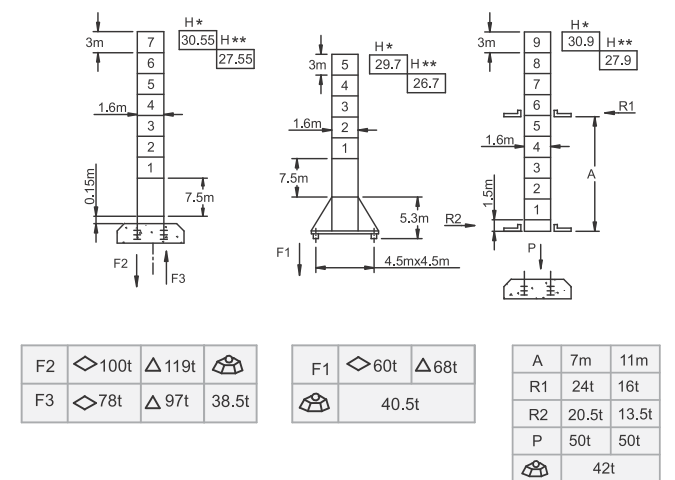 H*
30.55 H**
27.55
3m
7
6
5
4
3
2
1
1.6m
0.15m
7.5m
F2
F3
H*
29.7 H**
26.7
3m
5
4
3
2
1
1.6m
7.5m
5.3m
F1
4.5mx4.5m
H*
30.9 H**
27.9
3m
9
8
7
6
5
4
3
2
1
R1
1.6m
A
1.5m
R2
P
F2 100t 119t
F3 78t 97t 38.5t
F1 60t 68t
40.5t
A 7m 11m
R1 24t 16t
R2 20.5t 13.5t
P 50t 50t
42t